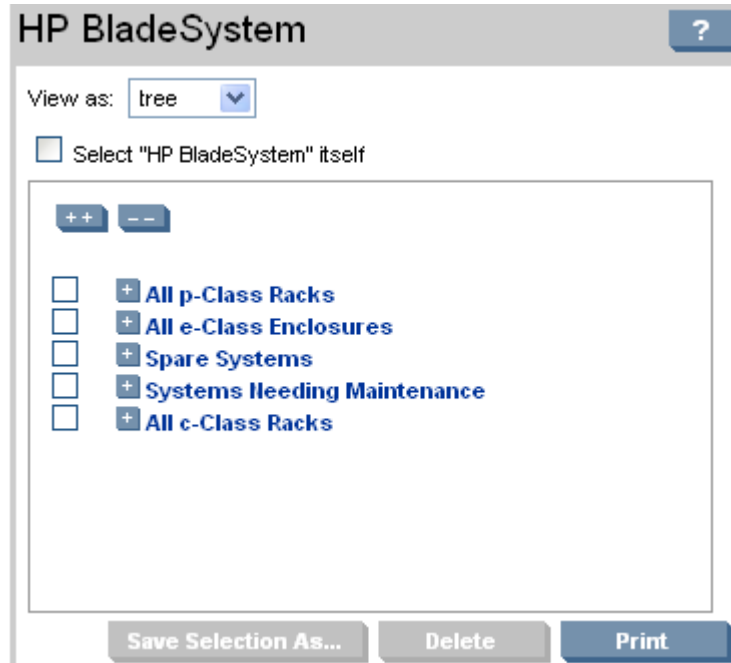 HP BladeSystem ?
View as: tree
Select "HP BladeSystem" itself
++ --
+ All p-Class Racks
+ All e-Class Enclosures
+ Spare Systems
+ Systems Needing Maintenance
+ All c-Class Racks
Save Selection As... Delete Print